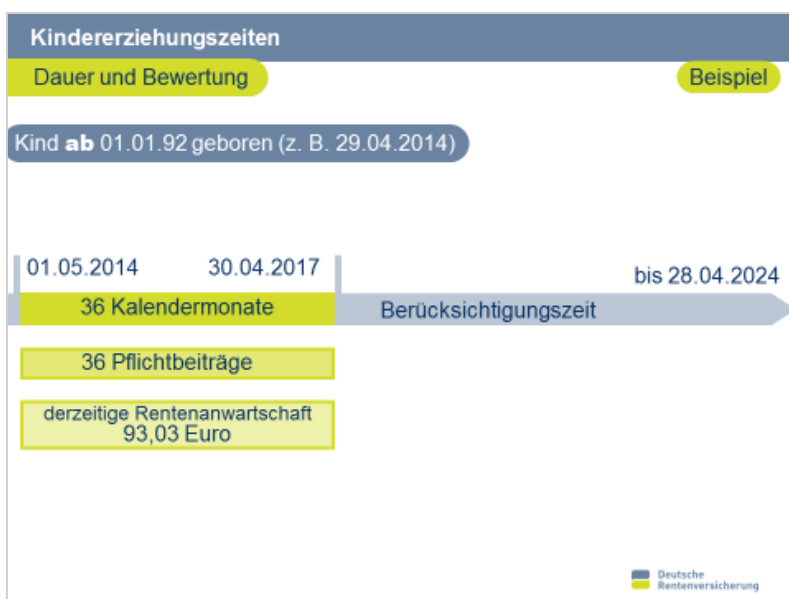 Kindererziehungszeiten
Dauer und Bewertung
Beispiel
Kind ab 01.01.92 geboren (z. B. 29.04.2014)
01.05.2014
30.04.2017
bis 28.04.2024
36 Kalendermonate
Berücksichtigungszeit
36 Pflichtbeiträge
derzeitige Rentenanwartschaft
93,03 Euro
Deutsche
Rentenversicherung